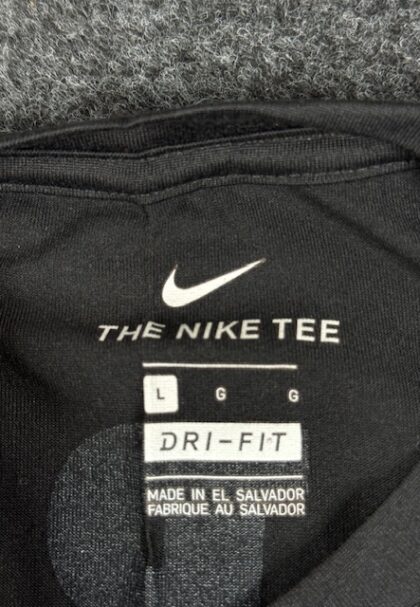 THE NIKE TEE
L G G
DRI-FIT
MADE IN EL SALVADOR
FABRIQUE AU SALVADOR